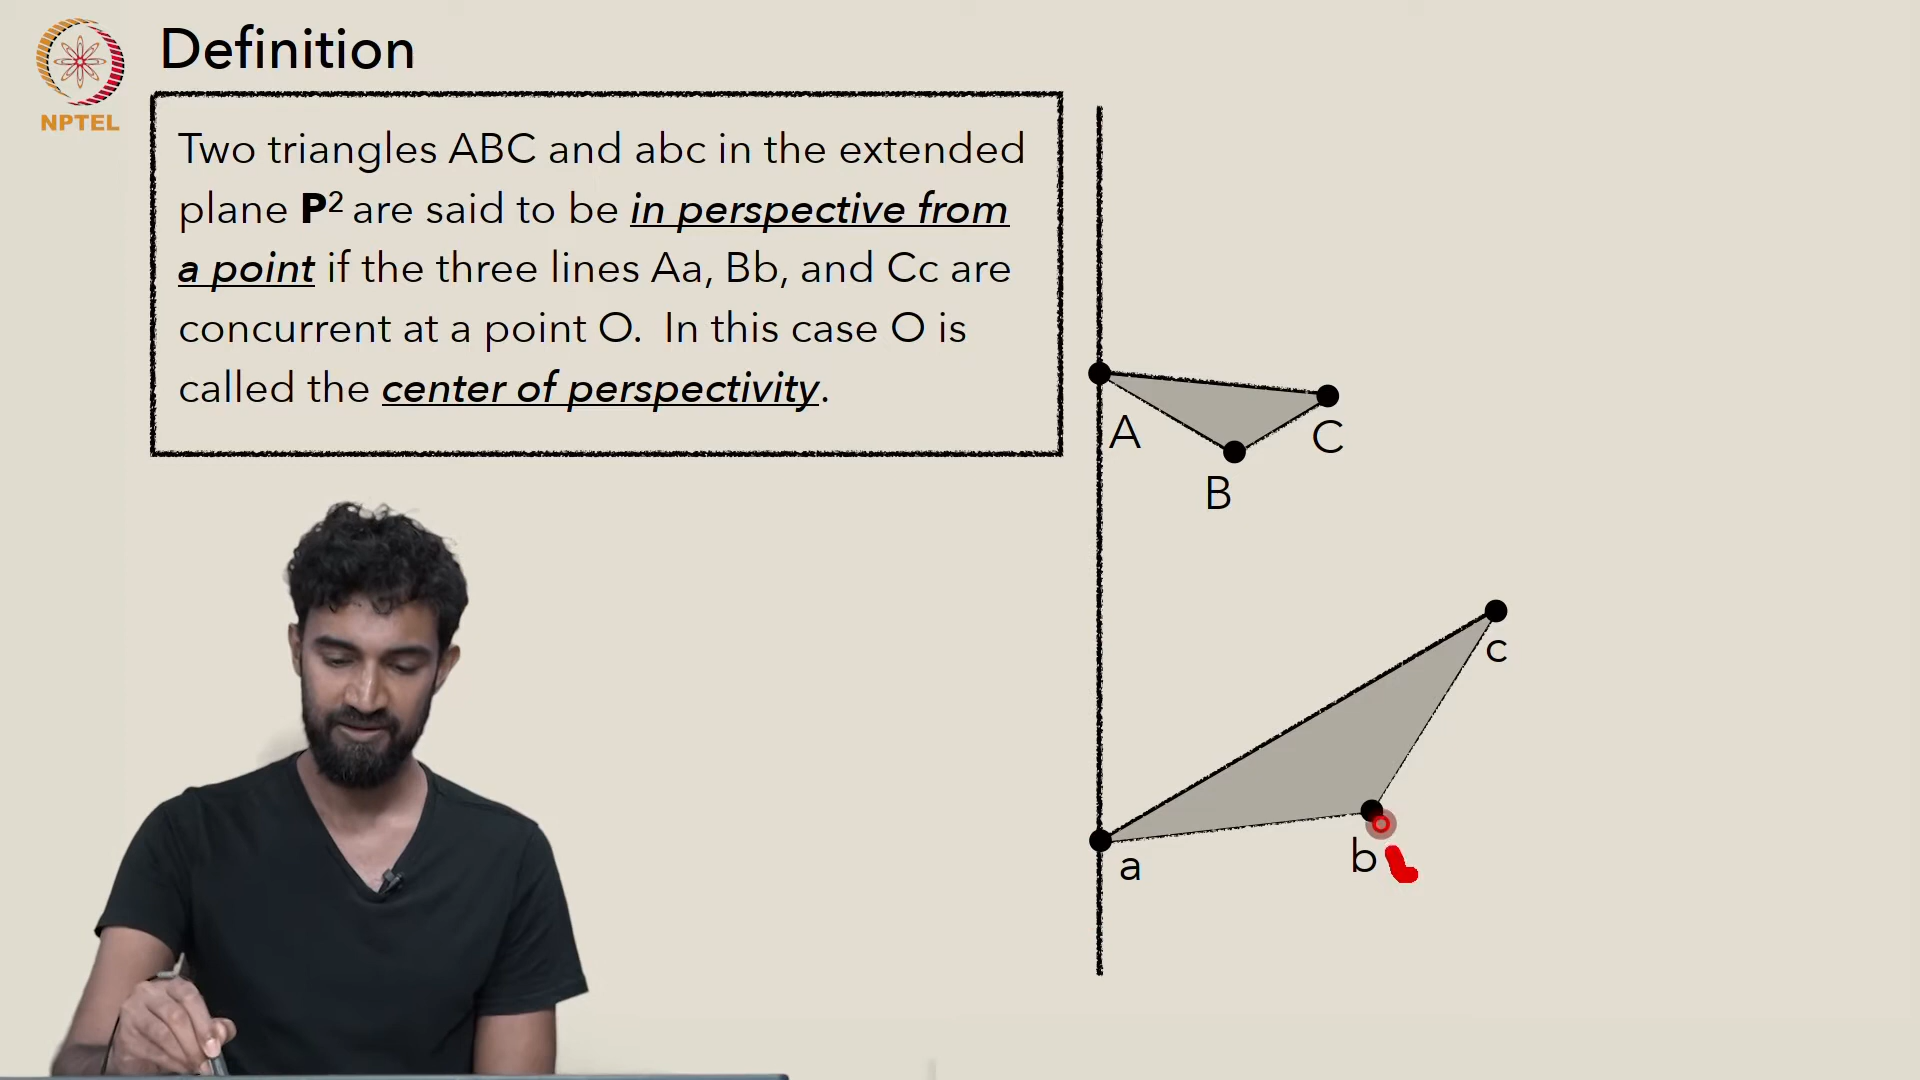 NPTEL
Definition
Two triangles ABC and abc in the extended
plane P² are said to be in perspective from
a point if the three lines Aa, Bb, and Cc are
concurrent at a point O. In this case O is
called the center of perspectivity.
A
C
B
c
b
a